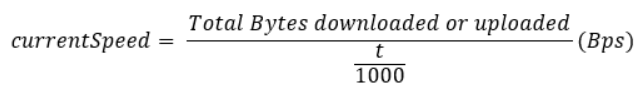 currentSpeed = Total Bytes downloaded or uploaded (Bps)
t
1000